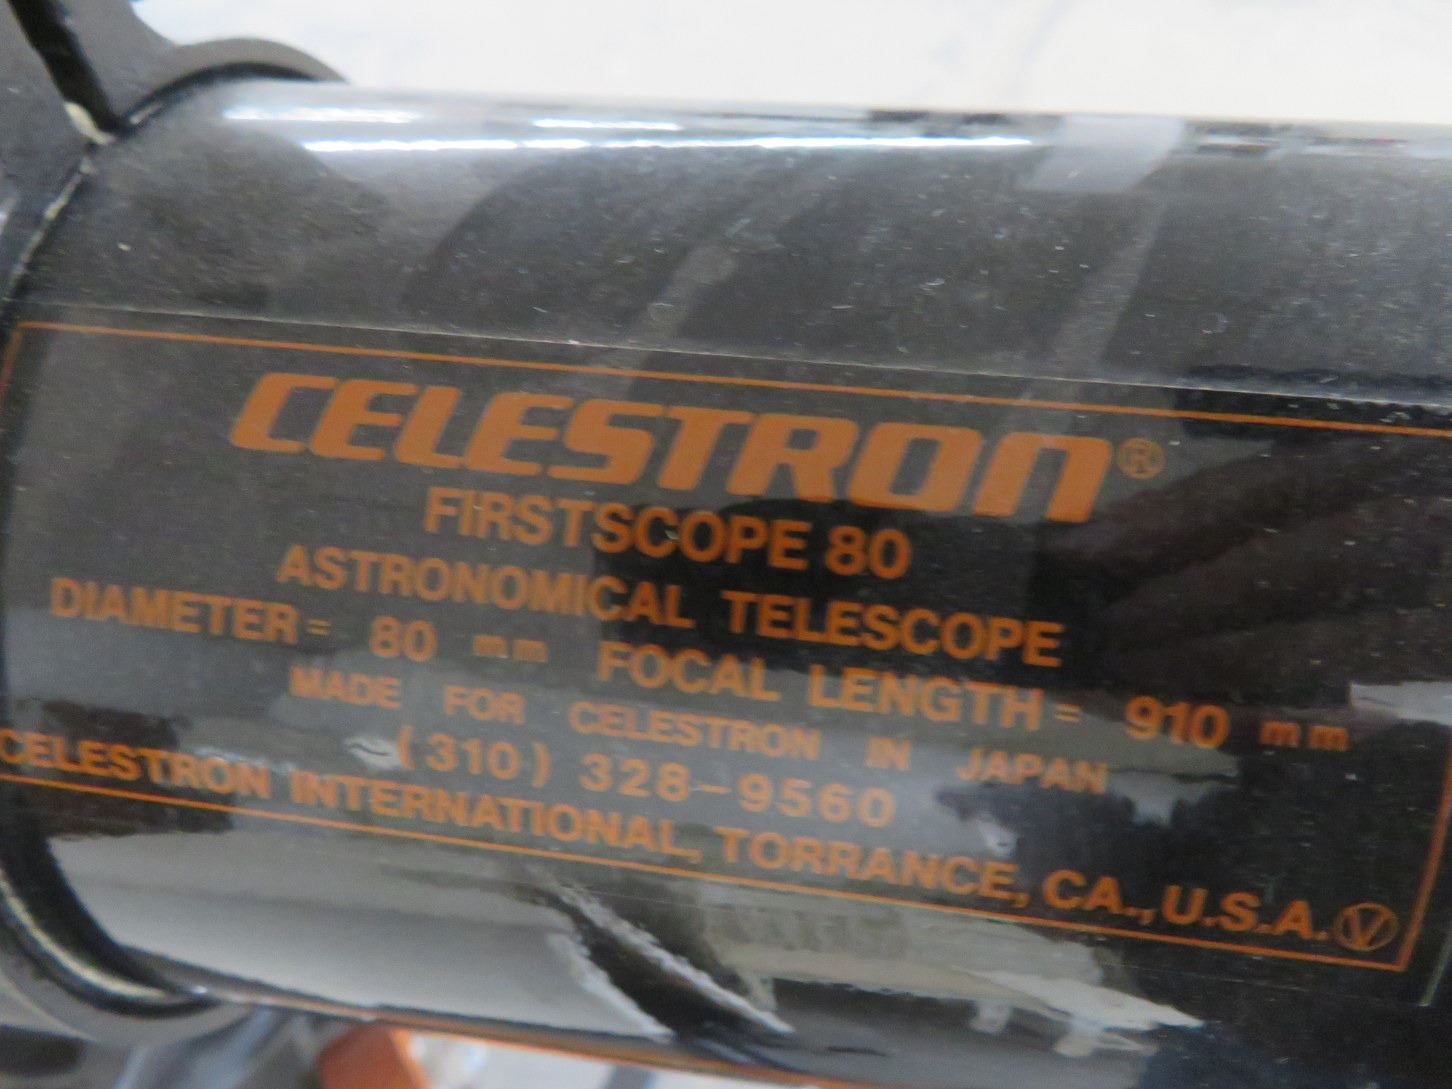 CELESTRON®
FIRSTSCOPE 80
ASTRONOMICAL TELESCOPE
DIAMETER= 80 mm FOCAL LENGTH= 910 mm
MADE FOR CELESTRON IN JAPAN
(310) 328-9560
CELESTRON INTERNATIONAL, TORRANCE, CA., U.S.A. Ⓥ